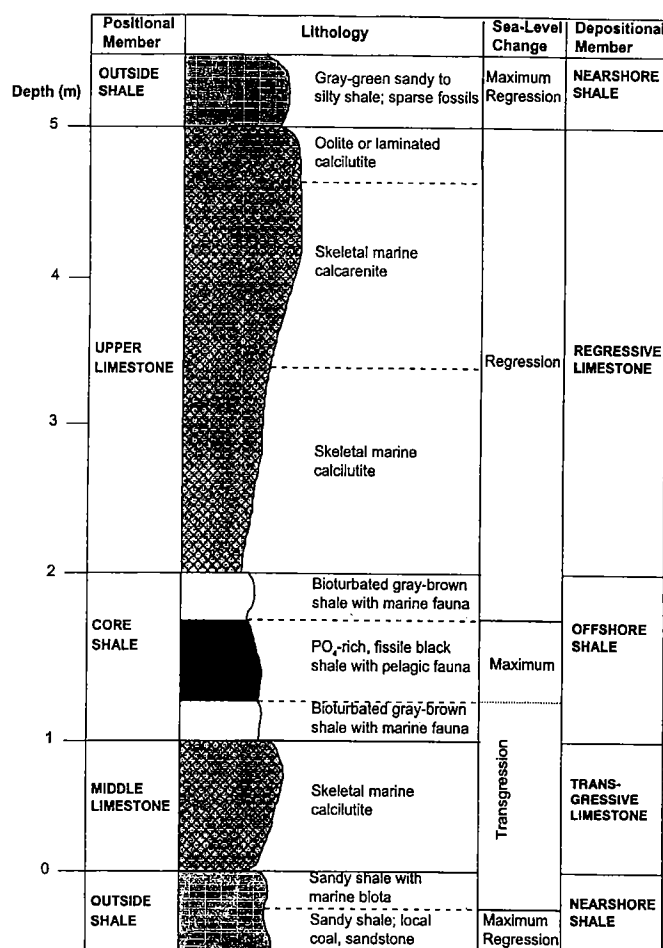 Positional
Member
Lithology
Sea-Level
Change
Depositional
Member
Depth (m)
OUTSIDE
SHALE
Gray-green sandy to
silty shale; sparse fossils
Maximum
Regression
NEARSHORE
SHALE
5
Oolite or laminated
calcilutite
4
Skeletal marine
calcarenite
UPPER
LIMESTONE
Regression
REGRESSIVE
LIMESTONE
3
Skeletal marine
calcilutite
2
Bioturbated gray-brown
shale with marine fauna
CORE
SHALE
PO4-rich, fissile black
shale with pelagic fauna
Maximum
OFFSHORE
SHALE
Bioturbated gray-brown
shale with marine fauna
1
MIDDLE
LIMESTONE
Skeletal marine
calcilutite
Transgression
TRANS-
GRESSIVE
LIMESTONE
0
Sandy shale with
marine biota
OUTSIDE
SHALE
Sandy shale; local
coal, sandstone
Maximum
Regression
NEARSHORE
SHALE